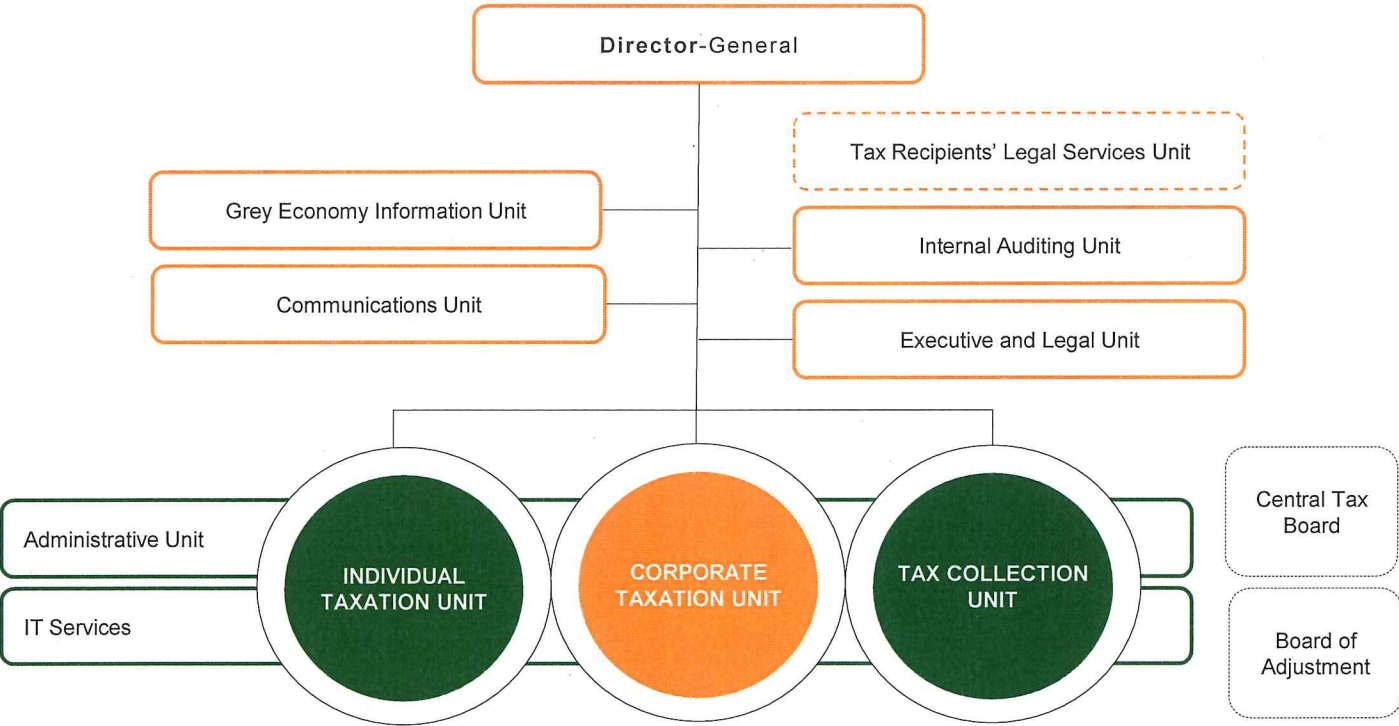 Director-General
Tax Recipients' Legal Services Unit
Grey Economy Information Unit
Internal Auditing Unit
Communications Unit
Executive and Legal Unit
Administrative Unit
IT Services
INDIVIDUAL
TAXATION UNIT
CORPORATE
TAXATION UNIT
TAX COLLECTION
UNIT
Central Tax
Board
Board of
Adjustment